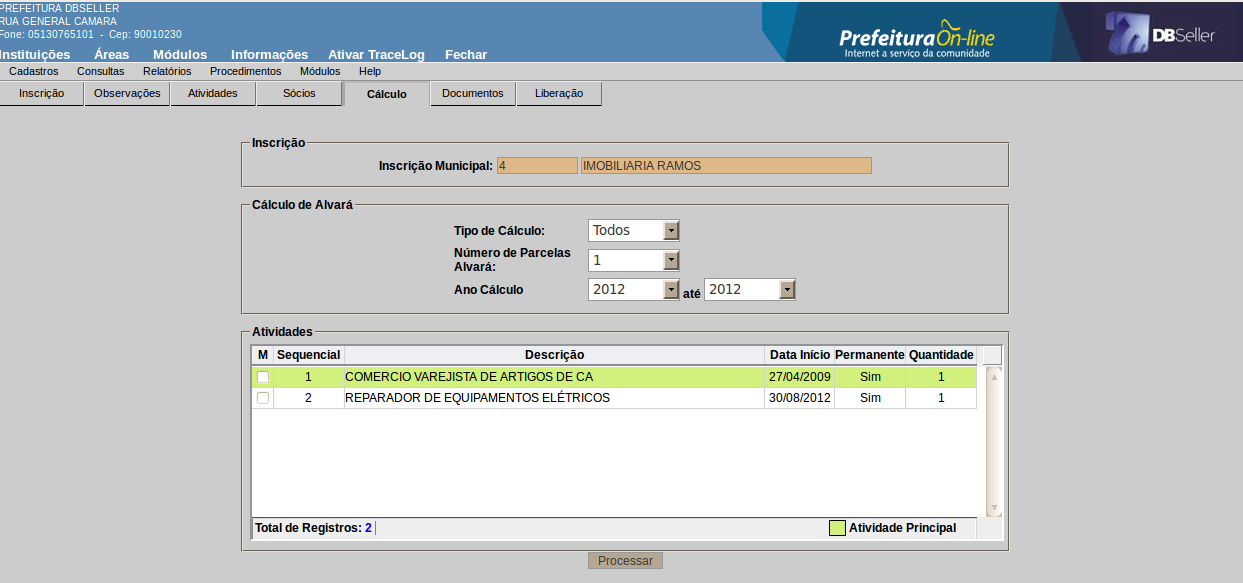 PREFEITURA DBSELLER
RUA GENERAL CAMARA
Fone: 05130765101 - Cep: 90010230
Instituições Áreas Módulos Informações Ativar TraceLog Fechar
Prefeitura On-line
Internet a serviço da comunidade
DBSeller
Cadastros Consultas Relatórios Procedimentos Módulos Help
Inscrição Observações Atividades Sócios Cálculo Documentos Liberação
Inscrição
Inscrição Municipal: 4 IMOBILIARIA RAMOS
Cálculo de Alvará
Tipo de Cálculo: Todos
Número de Parcelas
Alvará: 1
Ano Cálculo 2012 até 2012
Atividades
M Sequencial Descrição Data Início Permanente Quantidade
1 COMERCIO VAREJISTA DE ARTIGOS DE CA 27/04/2009 Sim 1
2 REPARADOR DE EQUIPAMENTOS ELÉTRICOS 30/08/2012 Sim 1
Total de Registros: 2 Atividade Principal
Processar